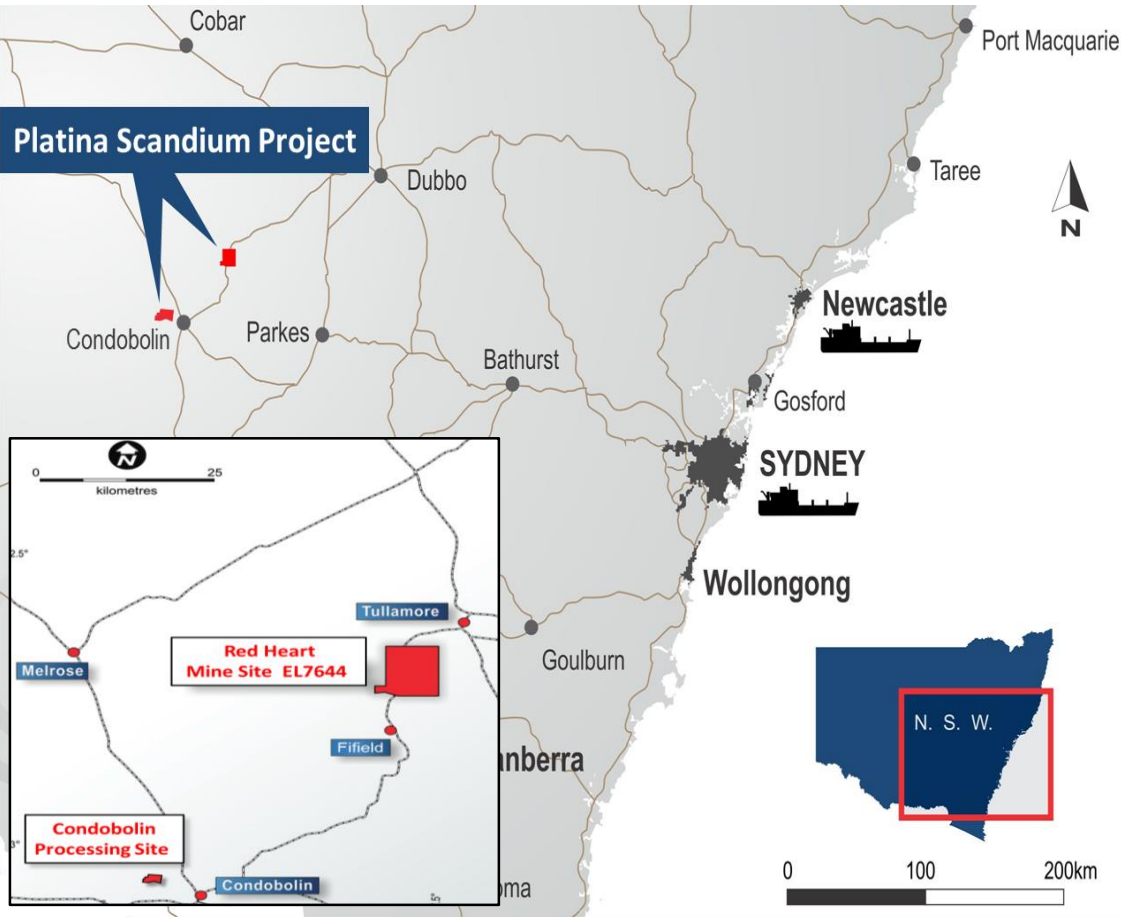 Cobar
Port Macquarie
Platina Scandium Project
Taree
Dubbo
N
Newcastle
Condobolin
Parkes
Bathurst
Gosford
SYDNEY
Wollongong
Goulburn
anberra
oma
N
0 25
kilometres
2.5°
Tullamore
Red Heart
Mine Site EL7644
Melrose
Fifield
Condobolin
Processing Site
3°
Condobolin
N. S. W.
0 100 200km